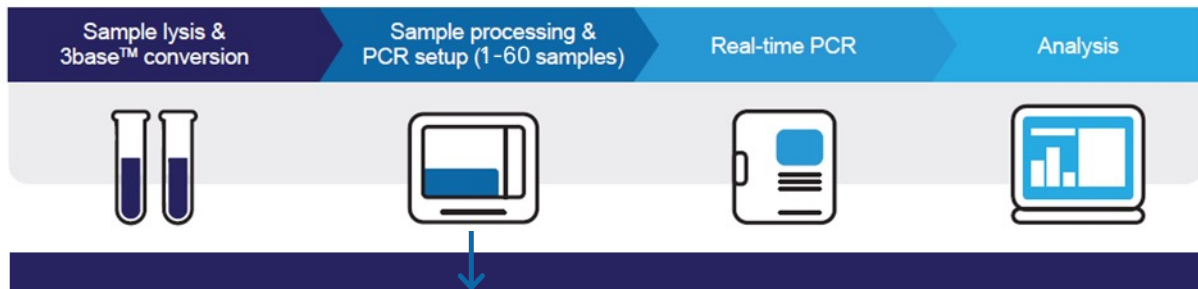 Sample lysis &
3base™ conversion
Sample processing &
PCR setup (1-60 samples)
Real-time PCR
Analysis